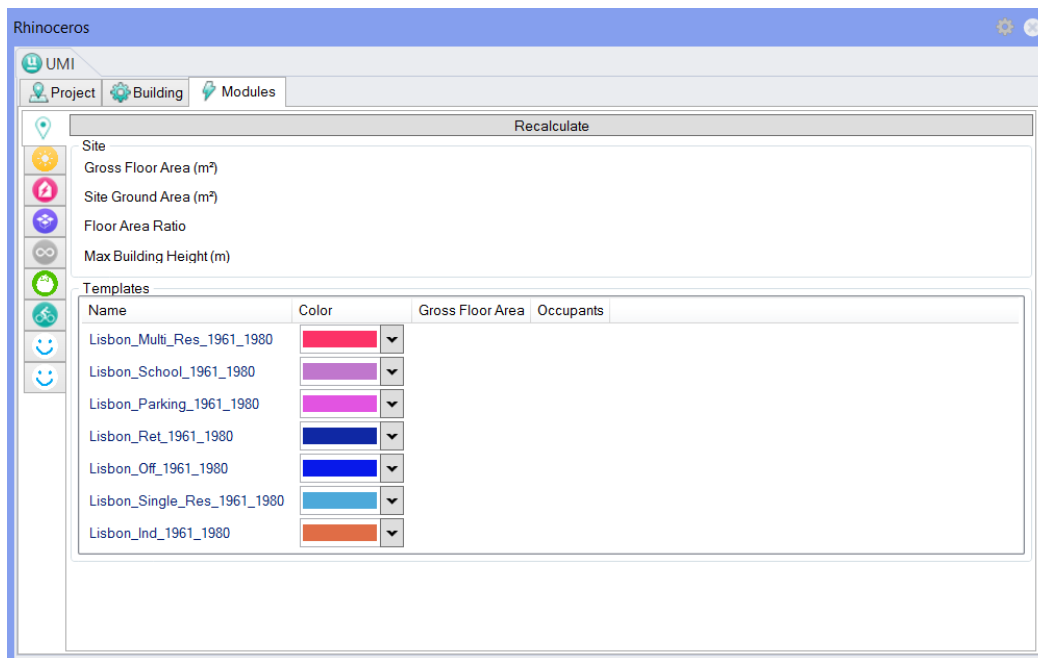 Rhinoceros
UMI
Project Building Modules
Recalculate
Site
Gross Floor Area (m²)
Site Ground Area (m²)
Floor Area Ratio
Max Building Height (m)
Templates
Name Color Gross Floor Area Occupants
Lisbon_Multi_Res_1961_1980
Lisbon_School_1961_1980
Lisbon_Parking_1961_1980
Lisbon_Ret_1961_1980
Lisbon_Off_1961_1980
Lisbon_Single_Res_1961_1980
Lisbon_Ind_1961_1980